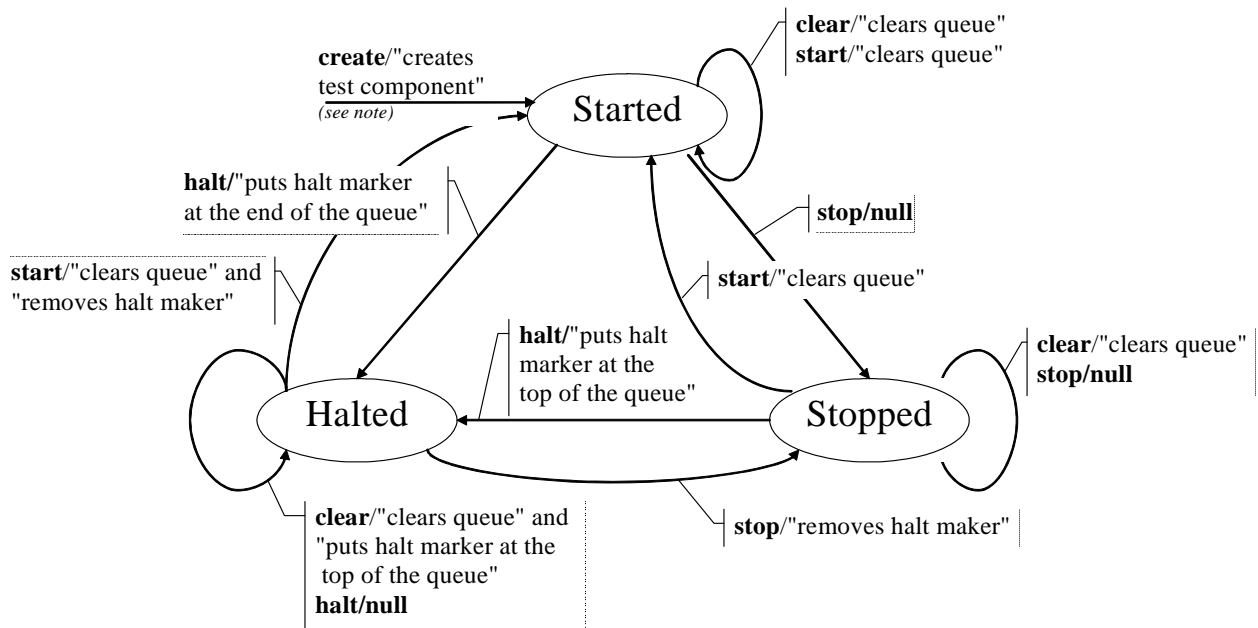 clear/"clears queue"
start/"clears queue"
create/"creates
test component"
(see note)
Started
halt/"puts halt marker
at the end of the queue"
stop/null
start/"clears queue" and
"removes halt maker"
start/"clears queue"
halt/"puts halt
marker at the
top of the queue"
clear/"clears queue"
stop/null
Halted
Stopped
clear/"clears queue" and
"puts halt marker at the
top of the queue"
halt/null
stop/"removes halt maker"